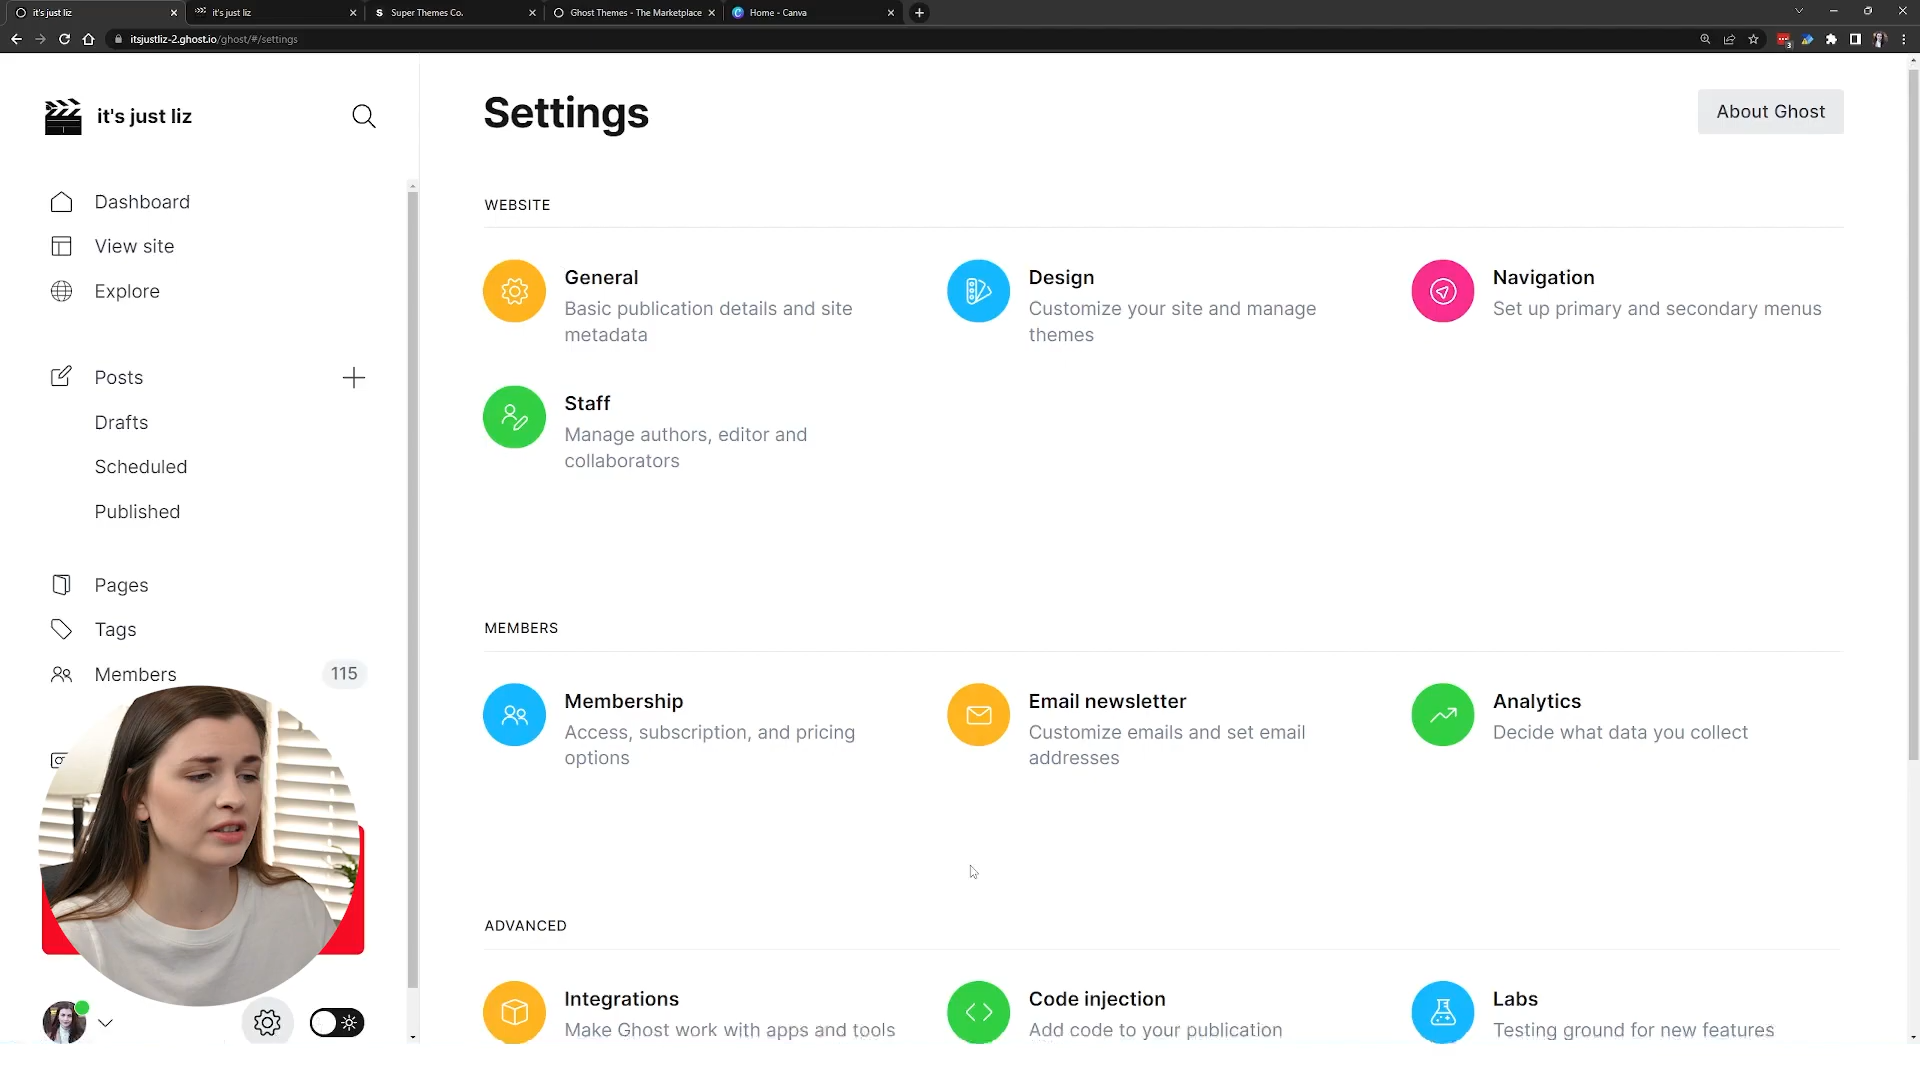 it's just liz
it's just liz
Super Themes Co.
Ghost Themes - The Marketplace
Home - Canva
itsjustliz-2.ghost.io/ghost/#/settings
3
it's just liz
Dashboard
View site
Explore
Posts
Drafts
Scheduled
Published
Pages
Tags
Members
115
Settings
About Ghost
WEBSITE
General
Basic publication details and site
metadata
Design
Customize your site and manage
themes
Navigation
Set up primary and secondary menus
Staff
Manage authors, editor and
collaborators
MEMBERS
Membership
Access, subscription, and pricing
options
Email newsletter
Customize emails and set email
addresses
Analytics
Decide what data you collect
ADVANCED
Integrations
Make Ghost work with apps and tools
Code injection
Add code to your publication
Labs
Testing ground for new features